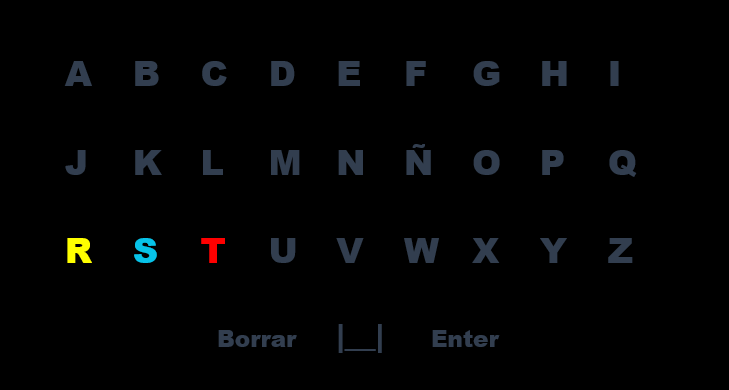 A B C D E F G H I
J K L M N Ñ O P Q
R S T U V W X Y Z
Borrar |__| Enter